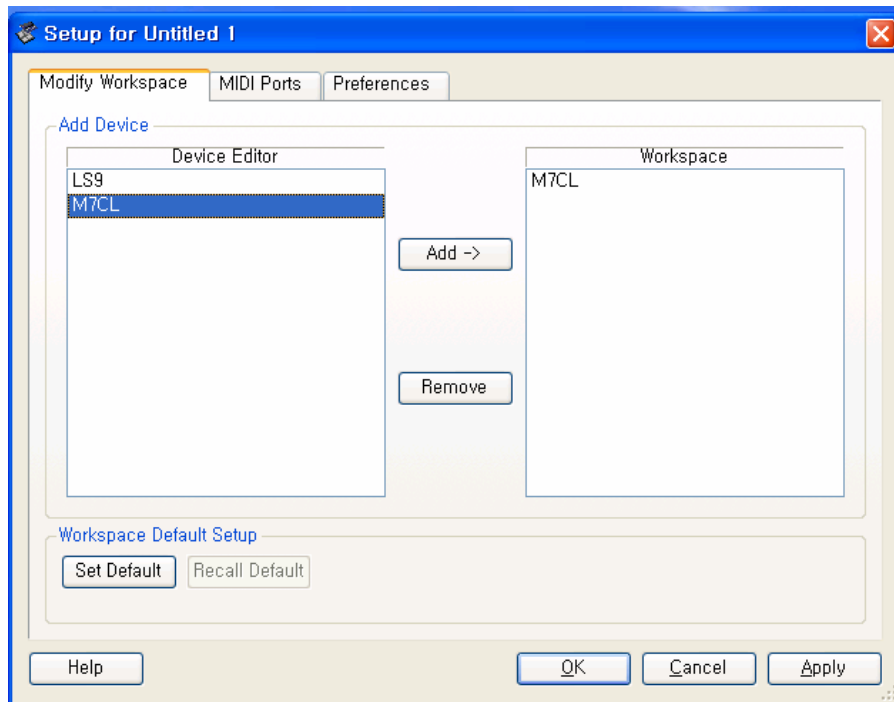 Setup for Untitled 1
Modify Workspace
MIDI Ports
Preferences
Add Device
Device Editor
Workspace
LS9
M7CL
M7CL
Add ->
Remove
Workspace Default Setup
Set Default
Recall Default
Help
OK
Cancel
Apply